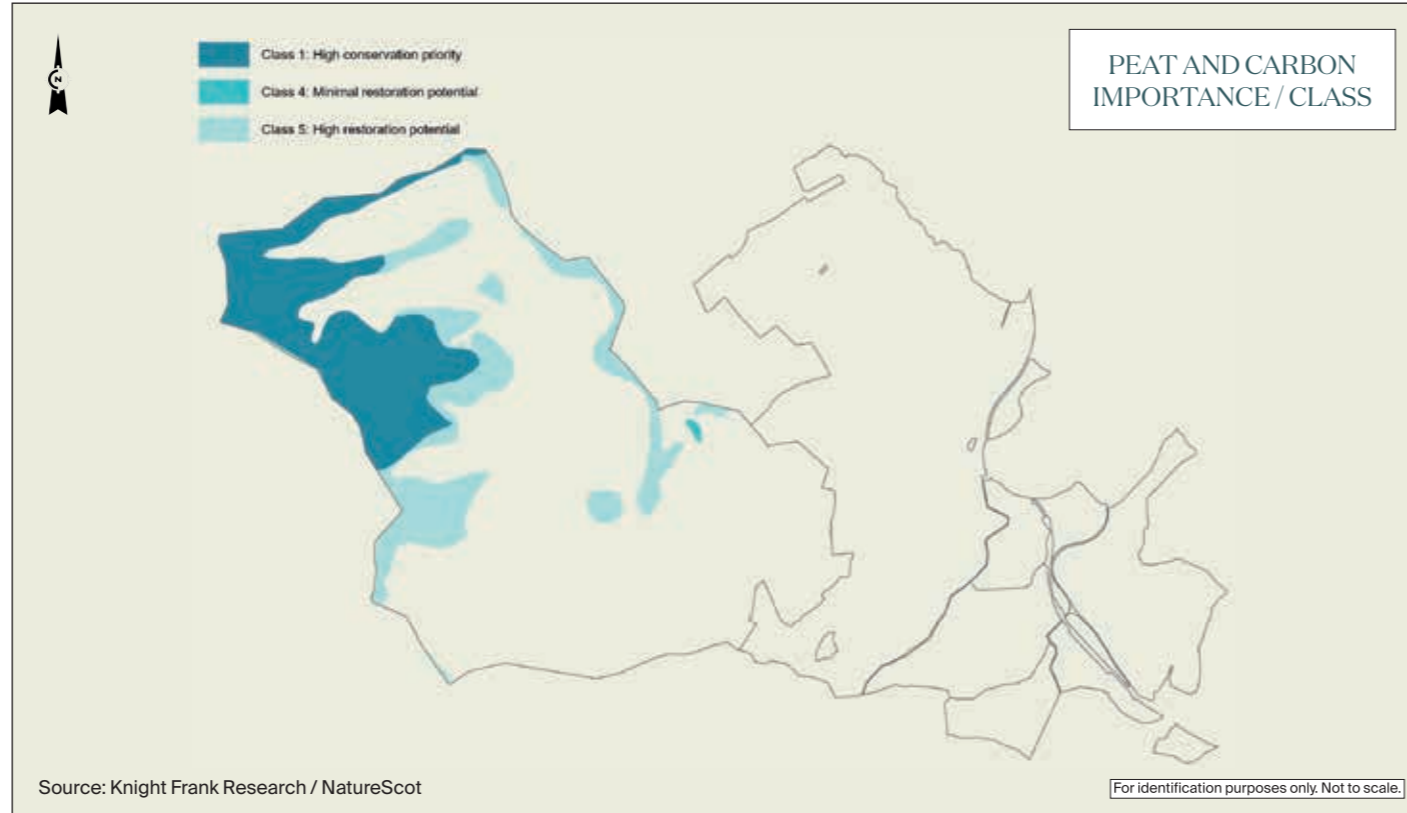 N
Class 1: High conservation priority
Class 4: Minimal restoration potential
Class 5: High restoration potential
PEAT AND CARBON
IMPORTANCE / CLASS
Source: Knight Frank Research / NatureScot
For identification purposes only. Not to scale.